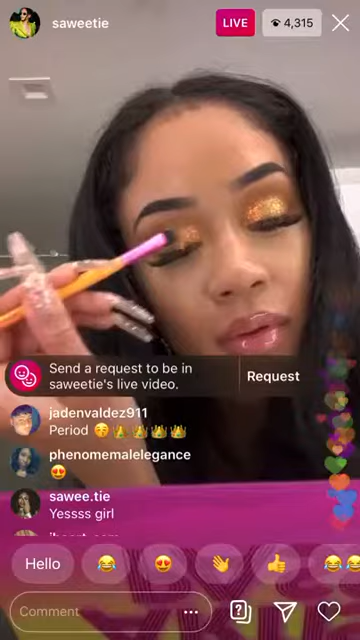 saweetie
LIVE
4,315
Send a request to be in
saweetie's live video.
Request
jadenvaldez911
Period 😚 👑 👑 👑 👑
phenomemalelegance
😍
sawee.tie
Yessss girl
Hello 😂 😍 👋 👍 😂😂
Comment